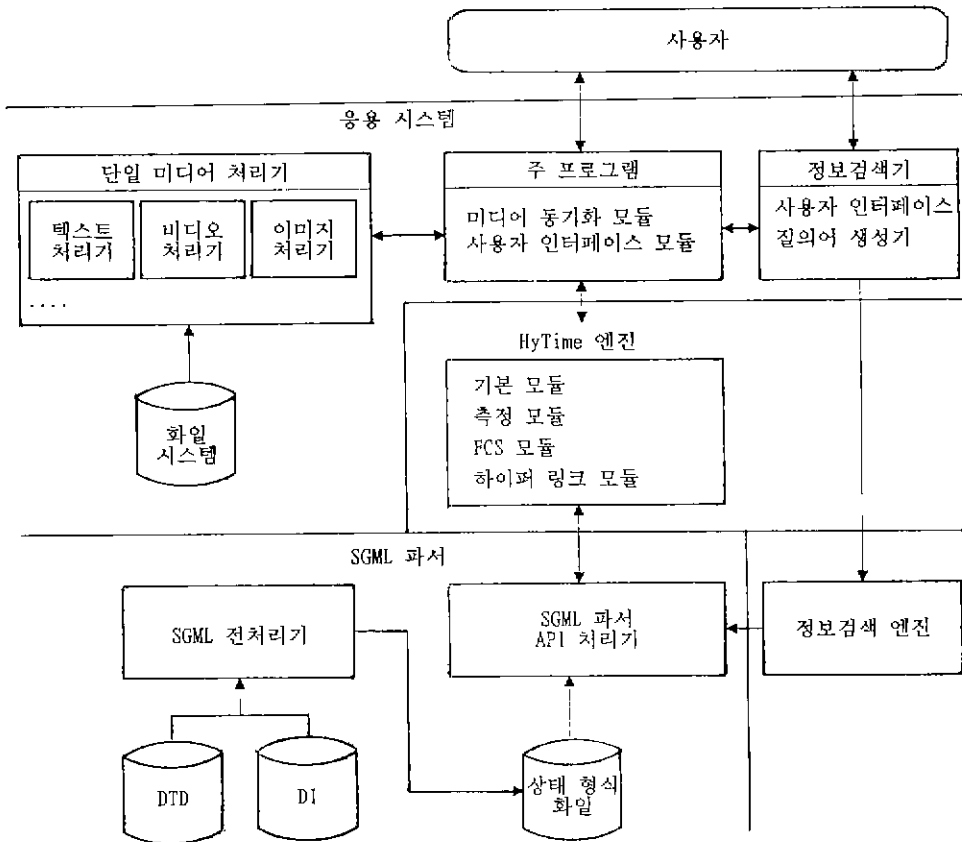 사용자
응용 시스템
단일 미디어 처리기
텍스트
처리기
비디오
처리기
이미지
처리기
....
주 프로그램
미디어 동기화 모듈
사용자 인터페이스 모듈
정보검색기
사용자 인터페이스
질의어 생성기
화일
시스템
HyTime 엔진
기본 모듈
측정 모듈
FCS 모듈
하이퍼 링크 모듈
SGML 파서
SGML 전처리기
SGML 파서
API 처리기
정보검색 엔진
DTD
DI
상태 형식
화일